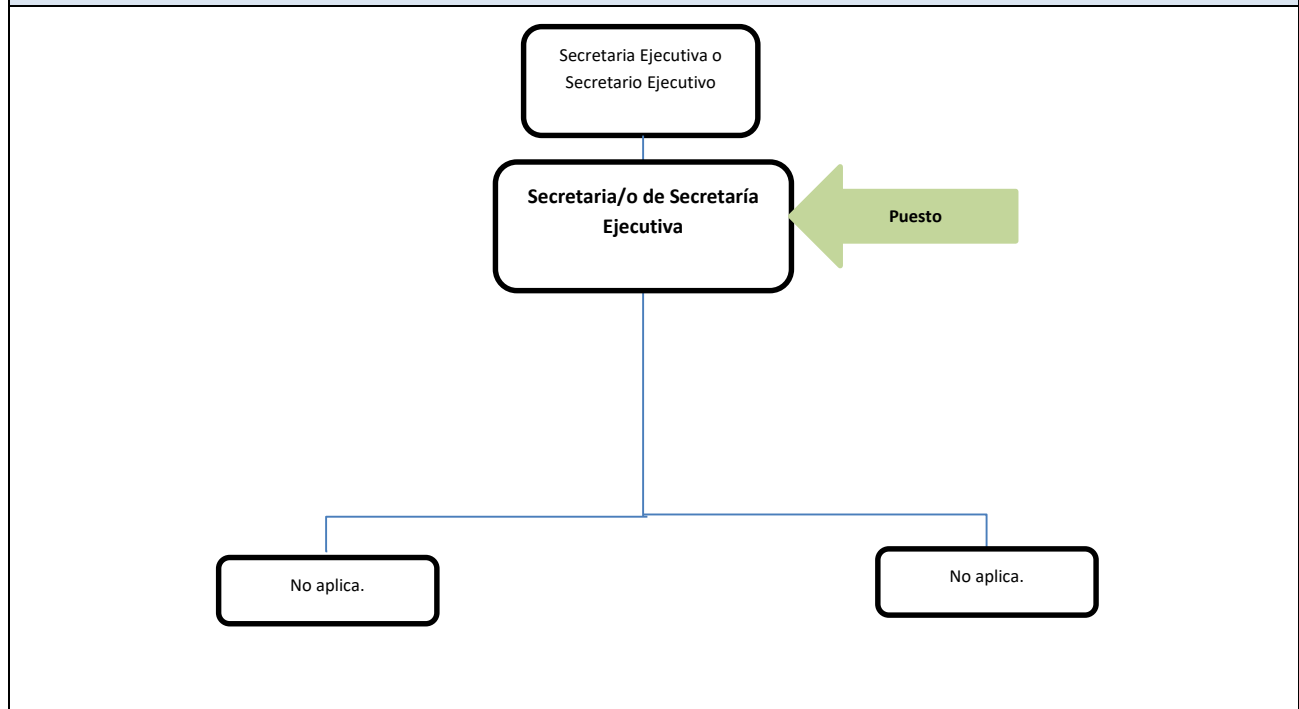 Secretaria Ejecutiva o
Secretario Ejecutivo
Secretaria/o de Secretaría
Ejecutiva
Puesto
No aplica.
No aplica.